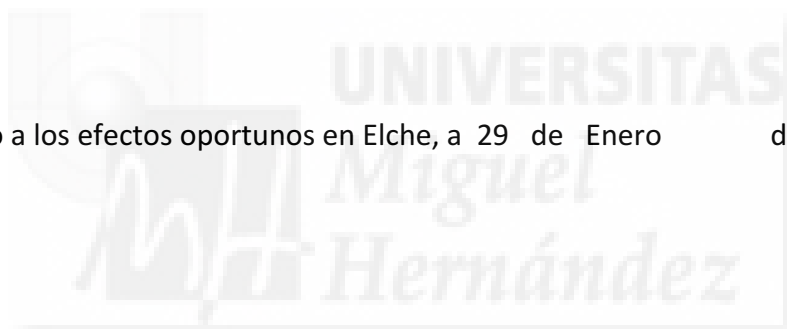 UNIVERSITAS
o a los efectos oportunos en Elche, a 29 de Enero d
Miguel
Hernández